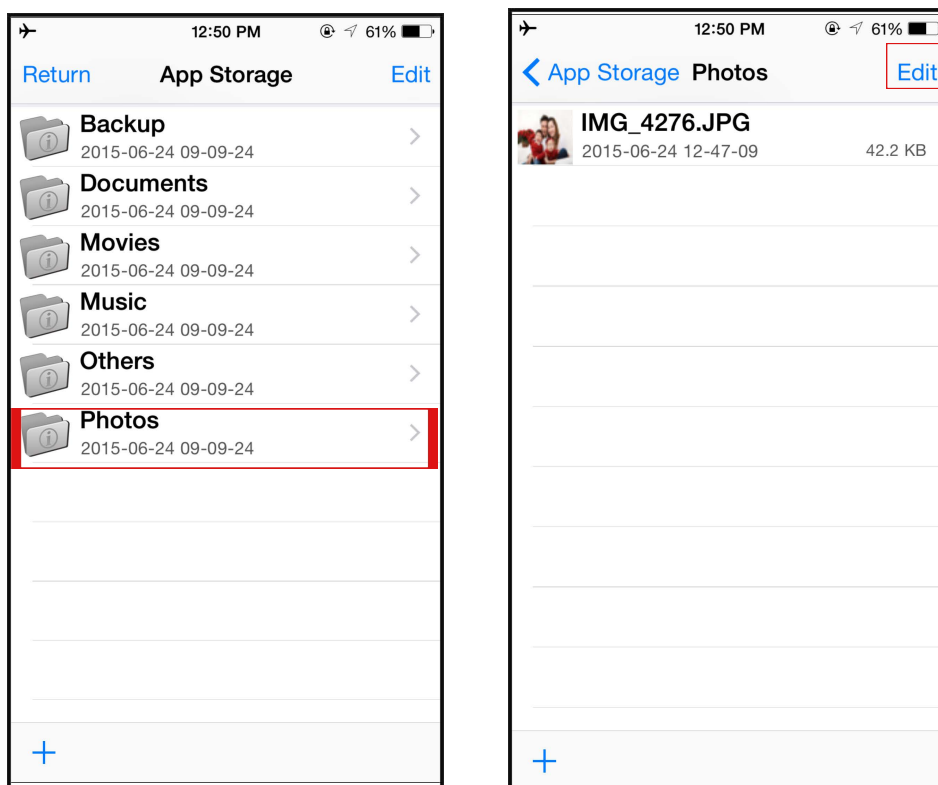 12:50 PM 61%
Return App Storage Edit
Backup
2015-06-24 09-09-24
Documents
2015-06-24 09-09-24
Movies
2015-06-24 09-09-24
Music
2015-06-24 09-09-24
Others
2015-06-24 09-09-24
Photos
2015-06-24 09-09-24
12:50 PM 61%
App Storage Photos Edit
IMG_4276.JPG
2015-06-24 12-47-09 42.2 KB